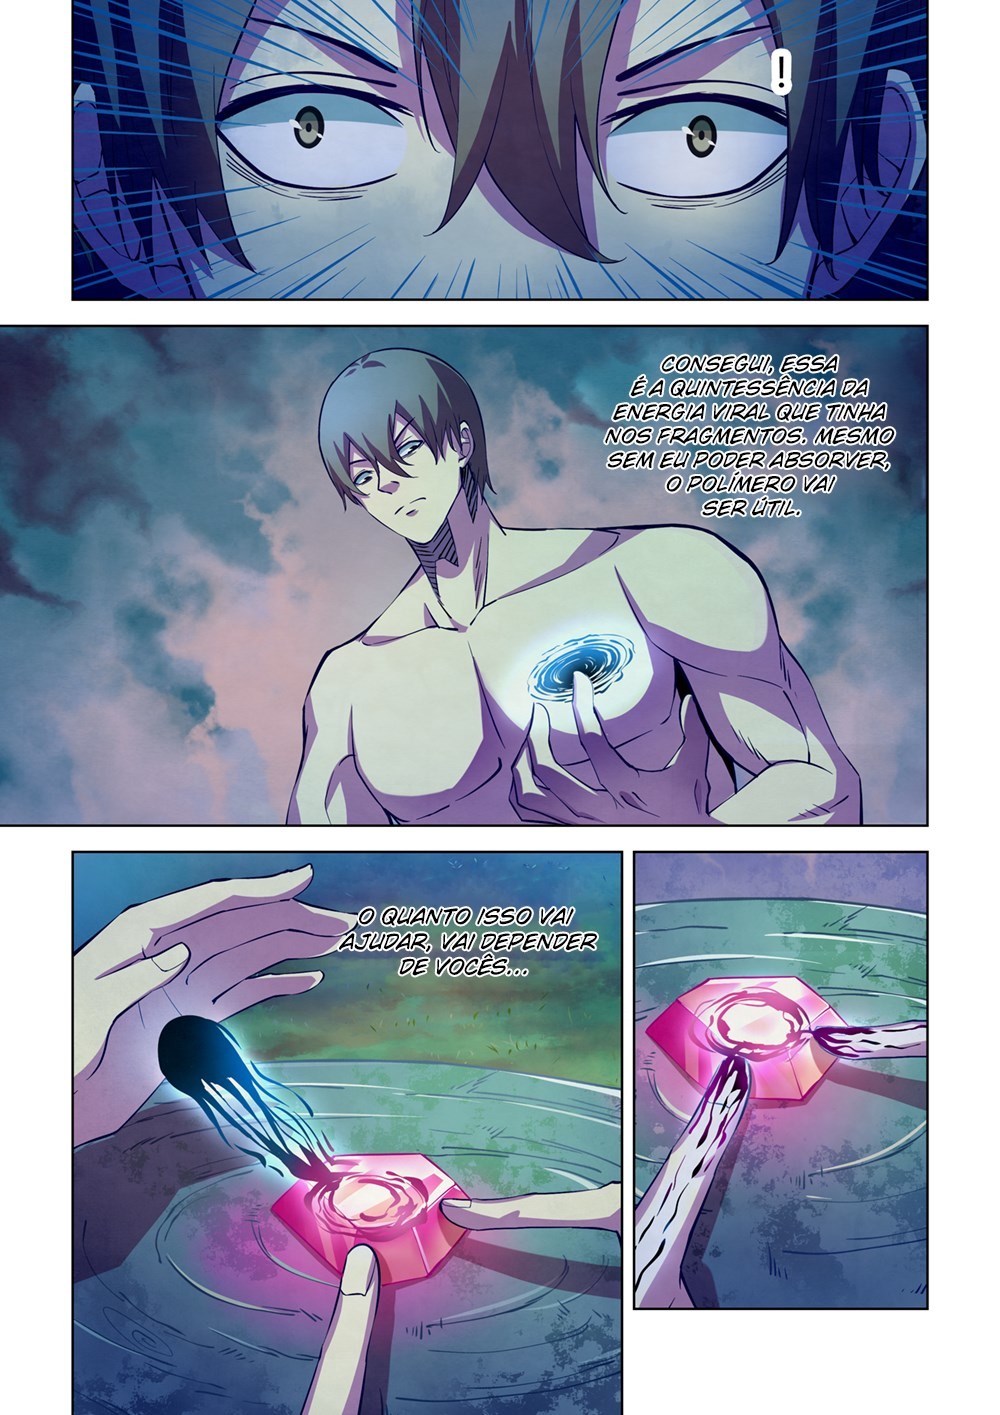 !
CONSEGUI, ESSA
É A QUINTESSÊNCIA DA
ENERGIA VIRAL QUE TINHA
NOS FRAGMENTOS. MESMO
SEM EU PODER ABSORVER,
O POLÍMERO VAI
SER ÚTIL.
O QUANTO ISSO VAI
AJUDAR, VAI DEPENDER
DE VOCÊS...